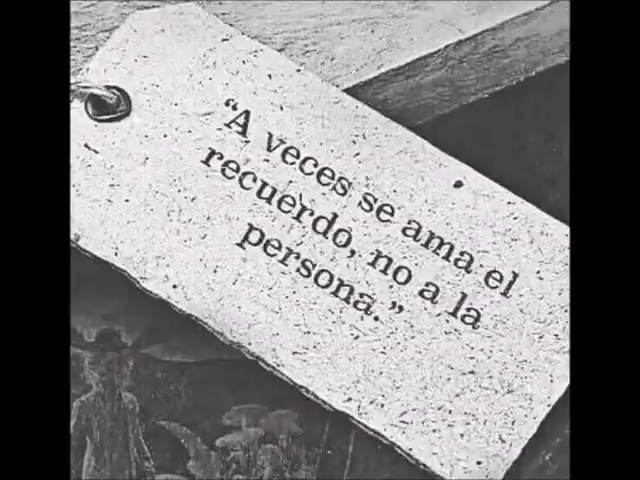 “A veces se ama el
recuerdo, no a la
persona.”